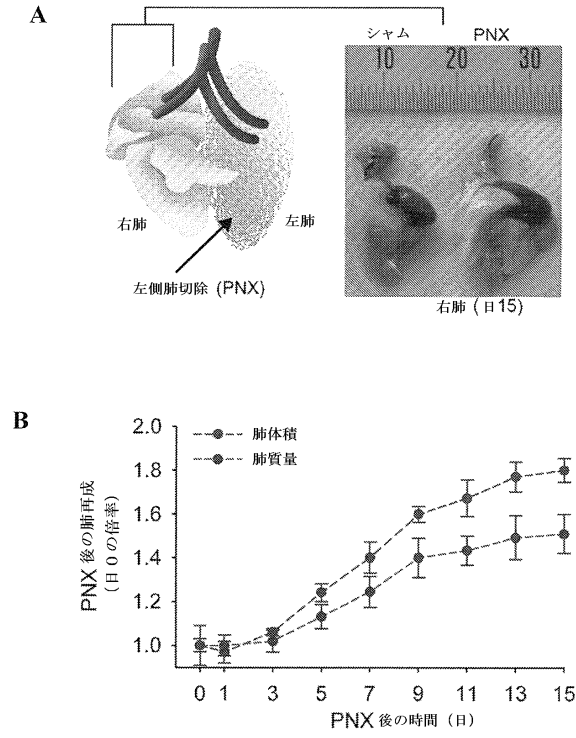 A
シャム PNX
10 20 30
右肺
左肺
左側肺切除 (PNX)
右肺 (日15)
B
2.0
1.8
1.6
1.4
1.2
1.0
肺体積
肺質量
PNX 後の肺再成
(日0の倍率)
0 1 3 5 7 9 11 13 15
PNX 後の時間 (日)